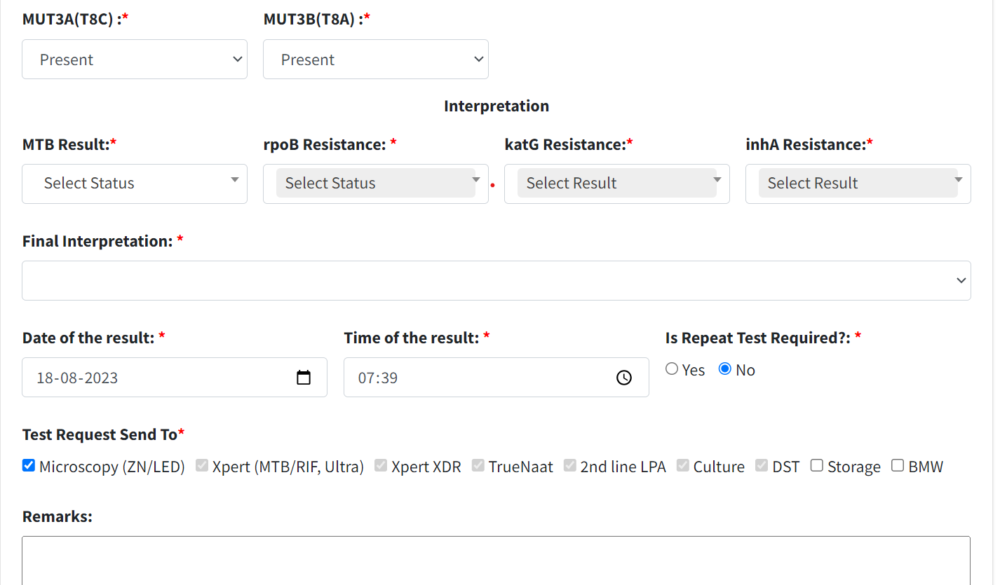 MUT3A(T8C) :* MUT3B(T8A) :*
Present Present
Interpretation
MTB Result:* rpoB Resistance: * katG Resistance:* inhA Resistance:*
Select Status Select Status Select Result Select Result
Final Interpretation: *
Date of the result: * Time of the result: * Is Repeat Test Required?: *
18-08-2023 07:39 Yes No
Test Request Send To*
Microscopy (ZN/LED) Xpert (MTB/RIF, Ultra) Xpert XDR TrueNaat 2nd line LPA Culture DST Storage BMW
Remarks: